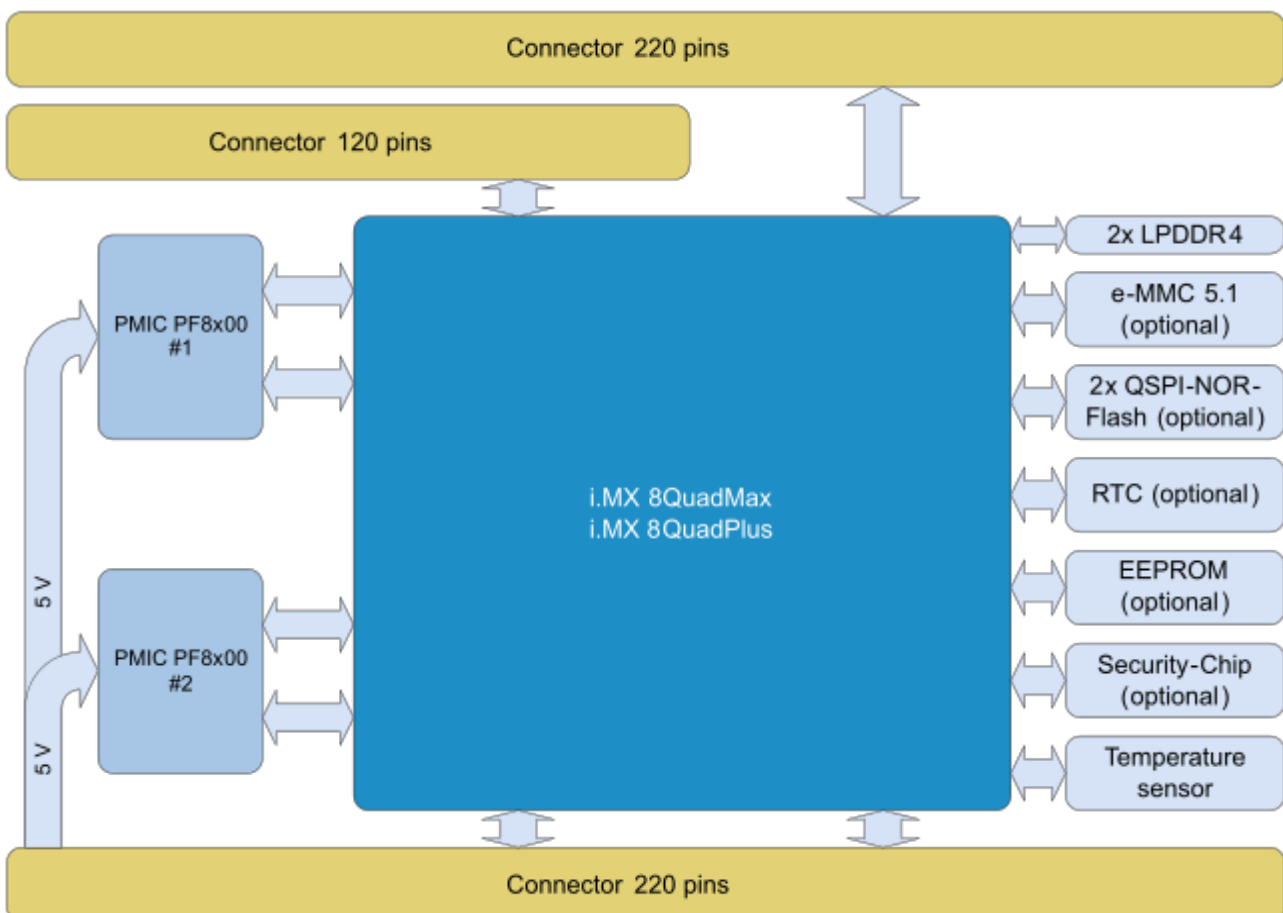 Connector 220 pins
Connector 120 pins
PMIC PF8x00
#1
5 V
PMIC PF8x00
#2
5 V
i.MX 8QuadMax
i.MX 8QuadPlus
2x LPDDR4
e-MMC 5.1
(optional)
2x QSPI-NOR-
Flash (optional)
RTC (optional)
EEPROM
(optional)
Security-Chip
(optional)
Temperature
sensor
Connector 220 pins